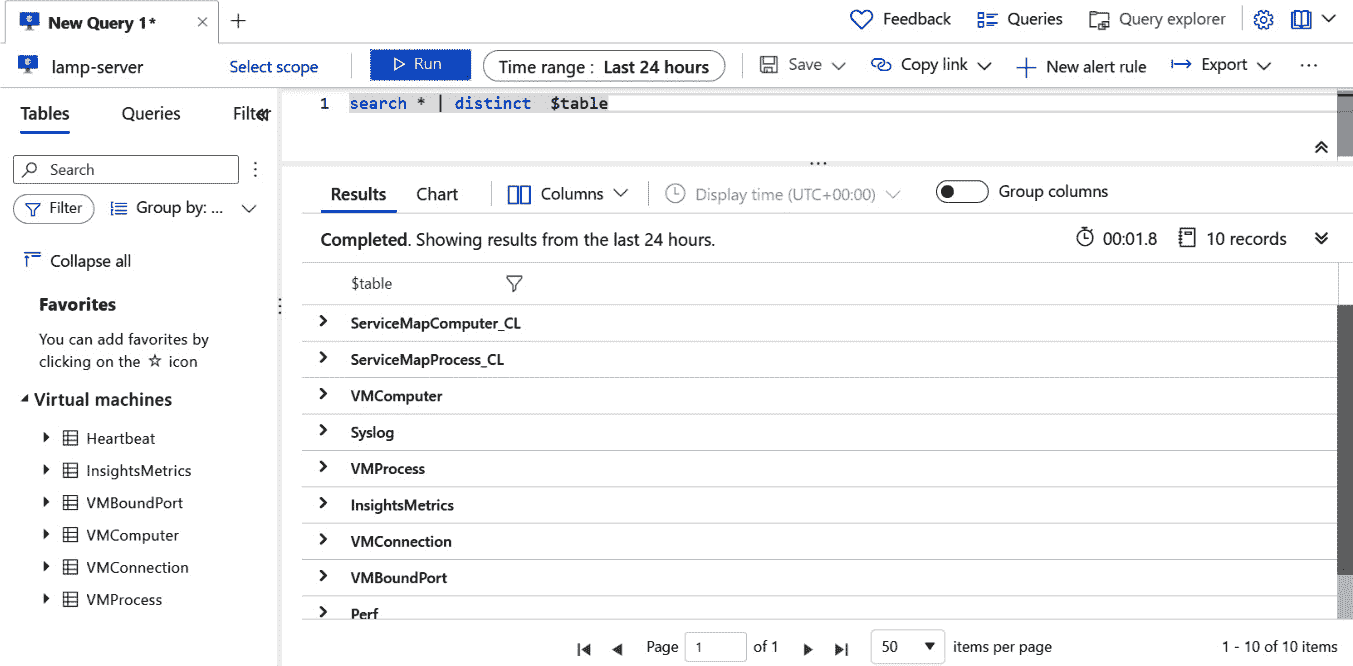 New Query 1*
Feedback
Queries
Query explorer
lamp-server
Select scope
Run
Time range : Last 24 hours
Save
Copy link
New alert rule
Export
Tables
Queries
Filter
1 search * | distinct $table
Search
Filter
Group by: ...
Collapse all
Favorites
You can add favorites by
clicking on the ☆ icon
Virtual machines
Heartbeat
InsightsMetrics
VMBoundPort
VMComputer
VMConnection
VMProcess
Results
Chart
Columns
Display time (UTC+00:00)
Group columns
Completed. Showing results from the last 24 hours.
00:01.8
10 records
$table
ServiceMapComputer_CL
ServiceMapProcess_CL
VMComputer
Syslog
VMProcess
InsightsMetrics
VMConnection
VMBoundPort
Perf
Page 1 of 1
50 items per page
1 - 10 of 10 items